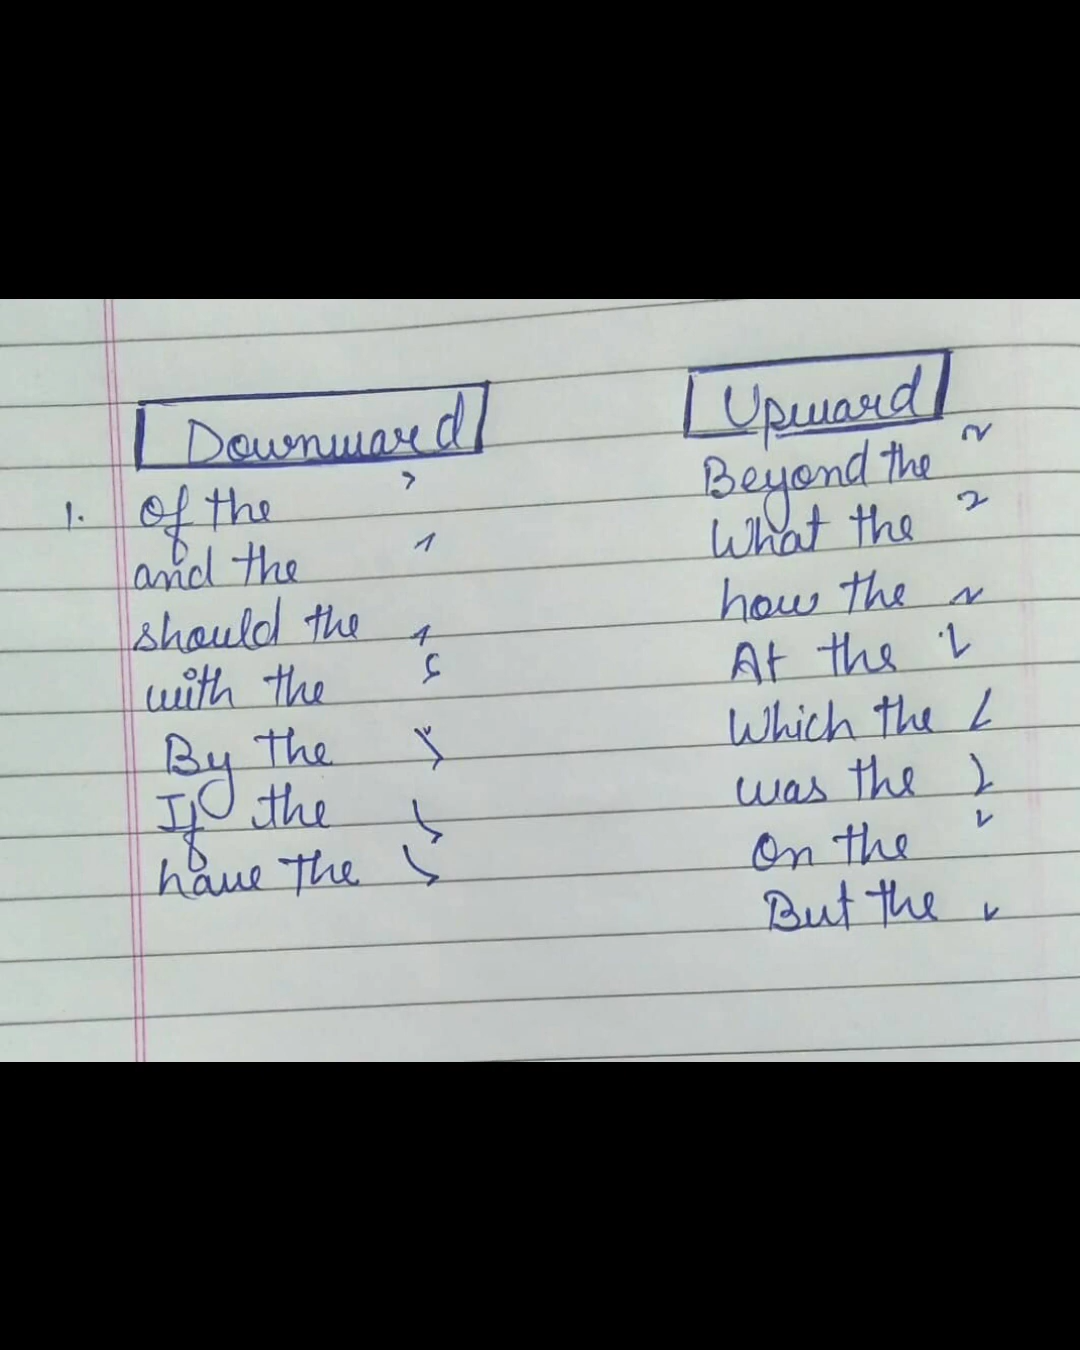 Downward
1. of the
and the
should the
with the
By the
If the
have the
Upward
Beyond the
What the
how the
At the
Which the
was the
On the
But the